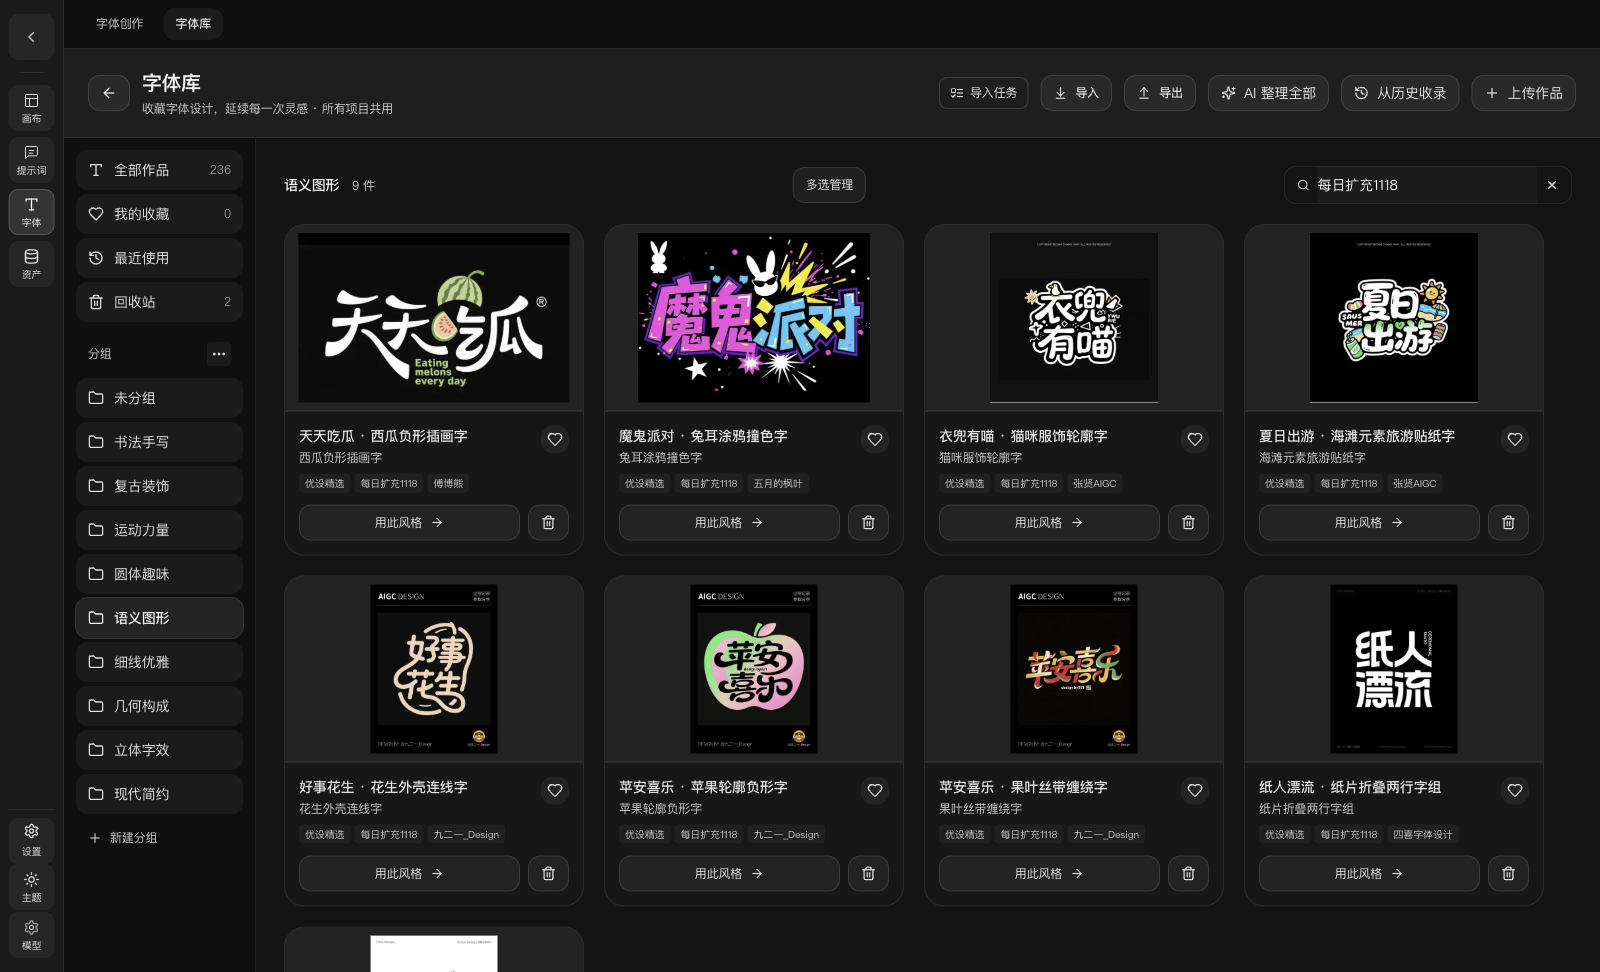 字体创作
字体库
画布
提示词
字体
资产
设置
主题
模型
字体库
收藏字体设计，延续每一次灵感 · 所有项目共用
导入任务
导入
导出
AI 整理全部
从历史收录
上传作品
全部作品 236
我的收藏 0
最近使用
回收站 2
分组
未分组
书法手写
复古装饰
运动力量
圆体趣味
语义图形
细线优雅
几何构成
立体字效
现代简约
新建分组
语义图形 9 件
多选管理
每日扩充1118
天天吃瓜®
Eating
melons
every day
天天吃瓜 · 西瓜负形插画字
西瓜负形插画字
优设精选 每日扩充1118 傅博熊
用此风格
魔鬼派对
魔鬼派对 · 兔耳涂鸦撞色字
兔耳涂鸦撞色字
优设精选 每日扩充1118 五月的枫叶
用此风格
衣兜
有喵
衣兜有喵 · 猫咪服饰轮廓字
猫咪服饰轮廓字
优设精选 每日扩充1118 张贤AIGC
用此风格
夏日
SAUS
MER
出游
夏日出游 · 海滩元素旅游贴纸字
海滩元素旅游贴纸字
优设精选 每日扩充1118 张贤AIGC
用此风格
AIGC DESIGN
好事
花生
好事花生 · 花生外壳连线字
花生外壳连线字
优设精选 每日扩充1118 九二一_Design
用此风格
AIGC DESIGN
苹安
喜乐
苹安喜乐 · 苹果轮廓负形字
苹果轮廓负形字
优设精选 每日扩充1118 九二一_Design
用此风格
AIGC DESIGN
苹安喜乐
苹安喜乐 · 果叶丝带缠绕字
果叶丝带缠绕字
优设精选 每日扩充1118 九二一_Design
用此风格
纸人
漂流
纸人漂流 · 纸片折叠两行字组
纸片折叠两行字组
优设精选 每日扩充1118 四喜字体设计
用此风格